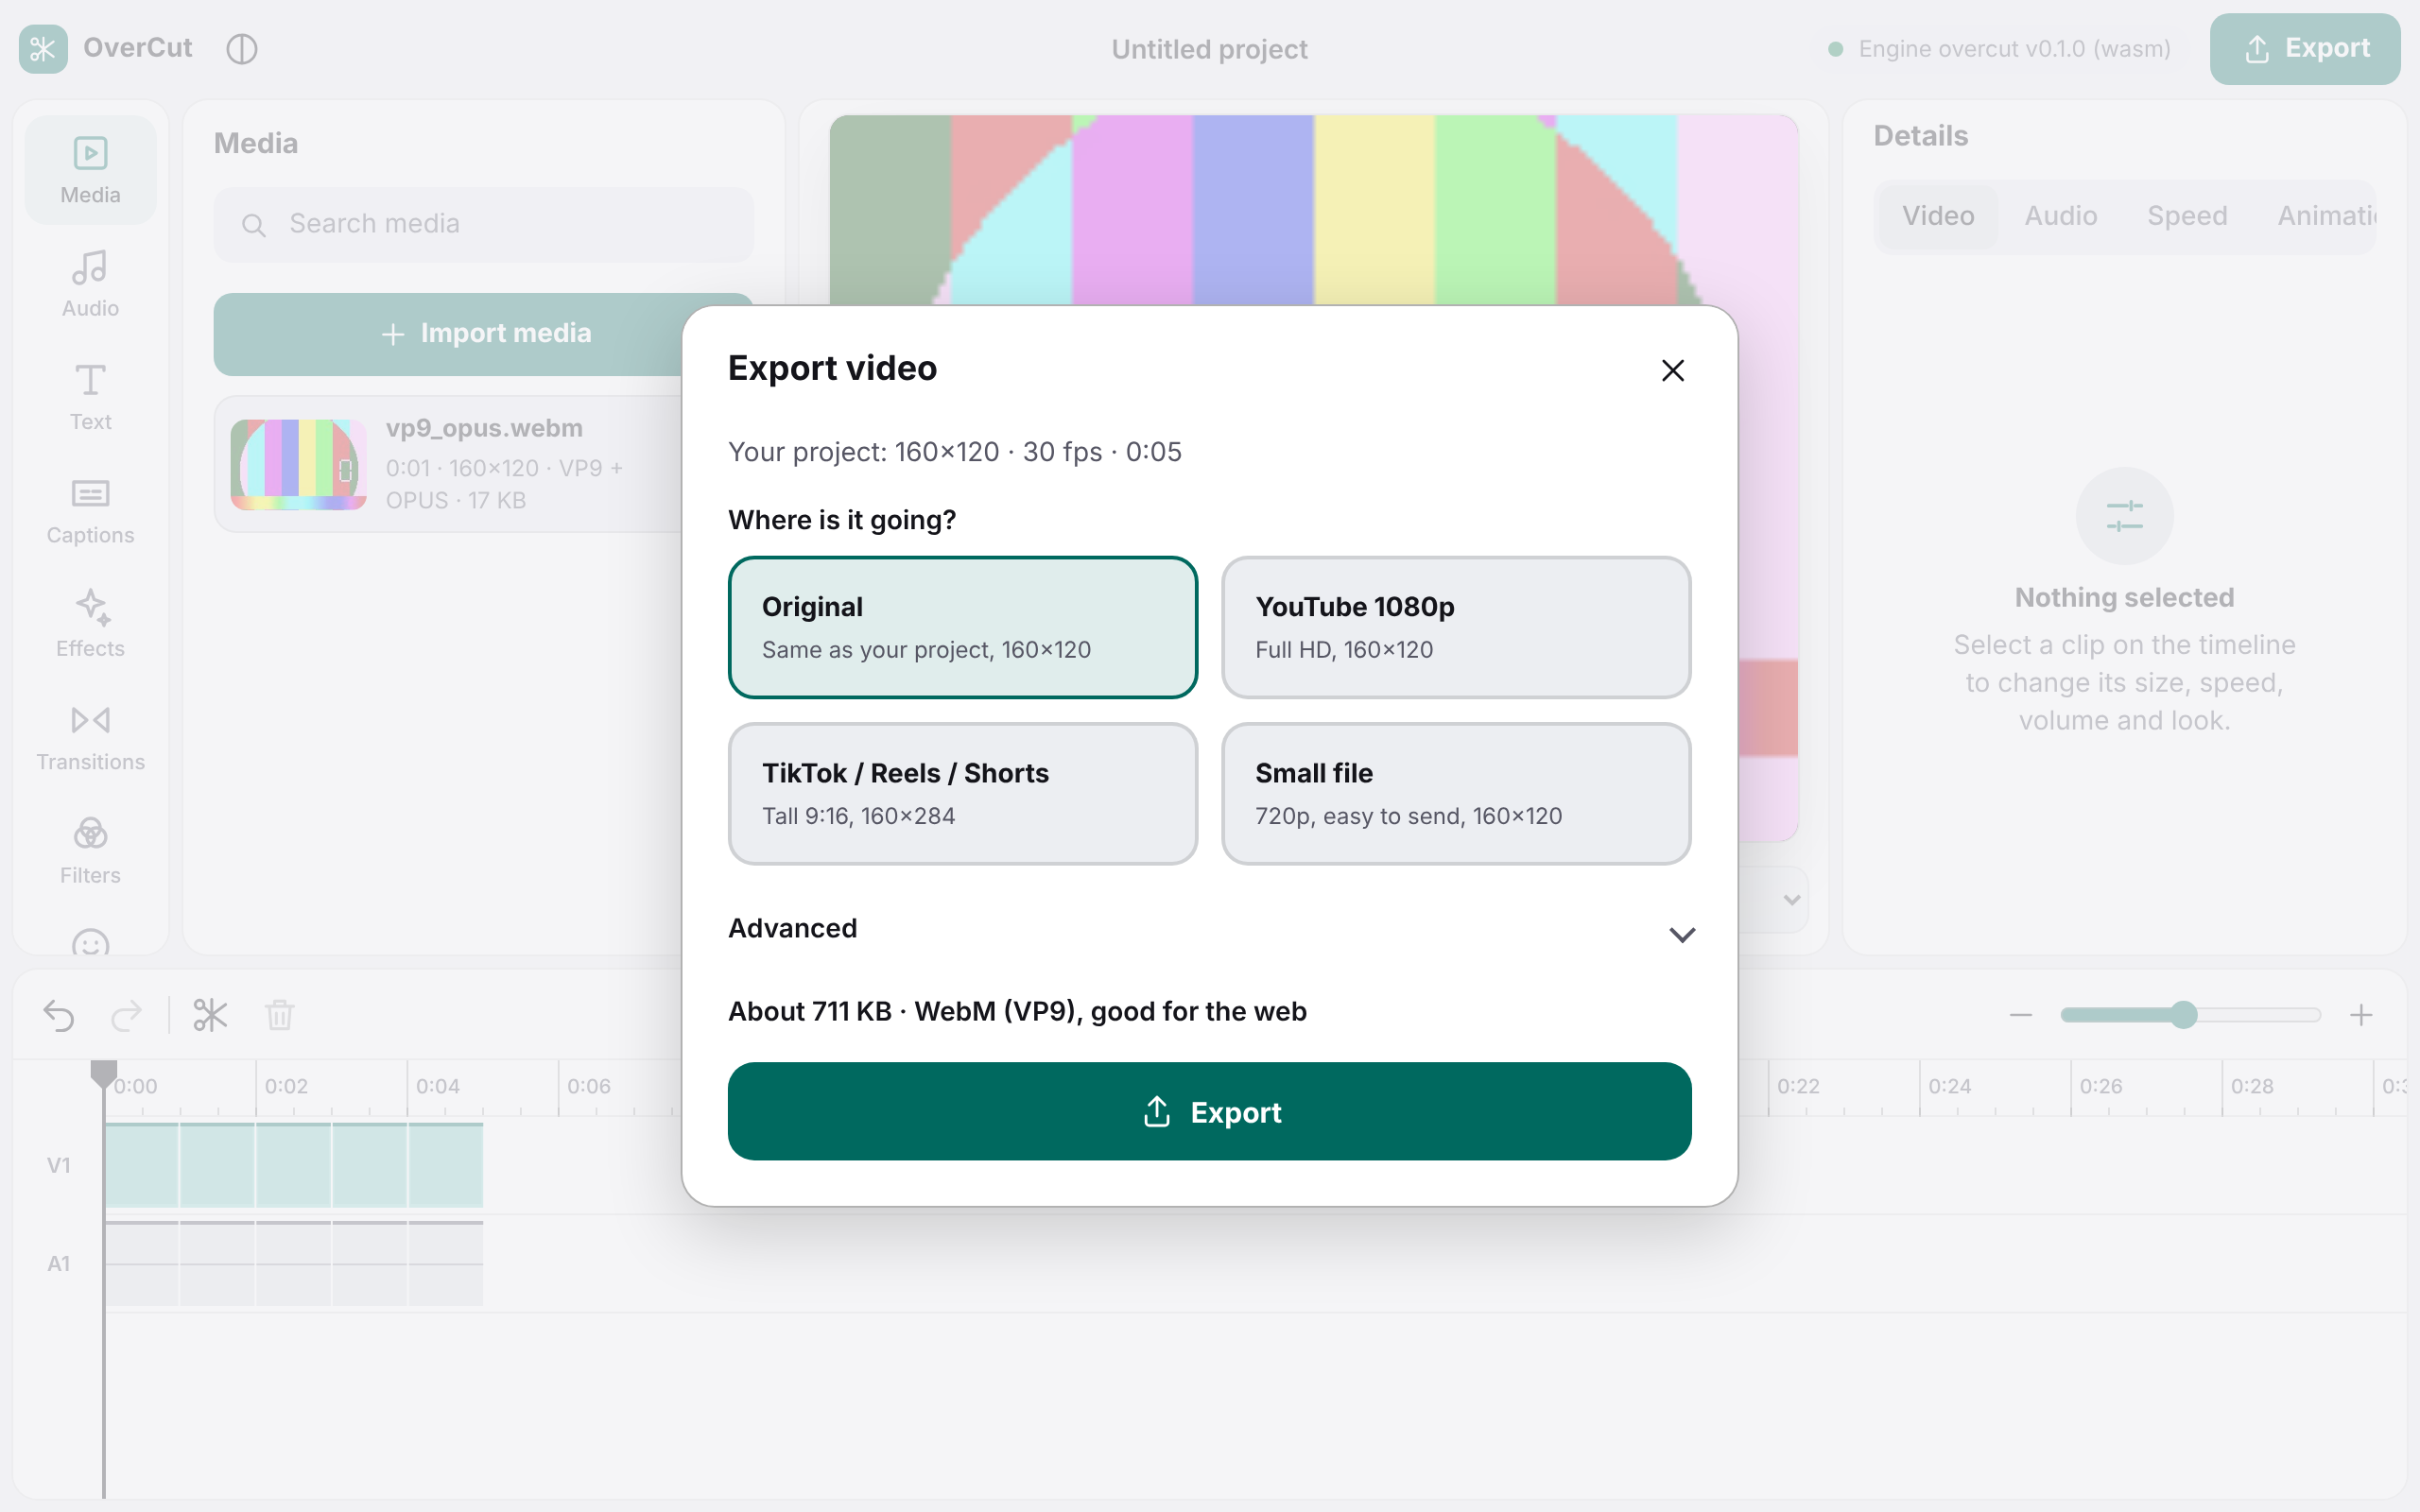 OverCut
Untitled project
Engine overcut v0.1.0 (wasm)
Export
Media
Audio
Text
Captions
Effects
Transitions
Filters
Media
Search media
Import media
vp9_opus.webm
0:01 · 160×120 · VP9 +
OPUS · 17 KB
Details
Video Audio Speed Animatic
Nothing selected
Select a clip on the timeline
to change its size, speed,
volume and look.
Export video
Your project: 160×120 · 30 fps · 0:05
Where is it going?
Original
Same as your project, 160×120
YouTube 1080p
Full HD, 160×120
TikTok / Reels / Shorts
Tall 9:16, 160×284
Small file
720p, easy to send, 160×120
Advanced
About 711 KB · WebM (VP9), good for the web
Export
0:00 0:02 0:04 0:06 0:22 0:24 0:26 0:28
V1
A1